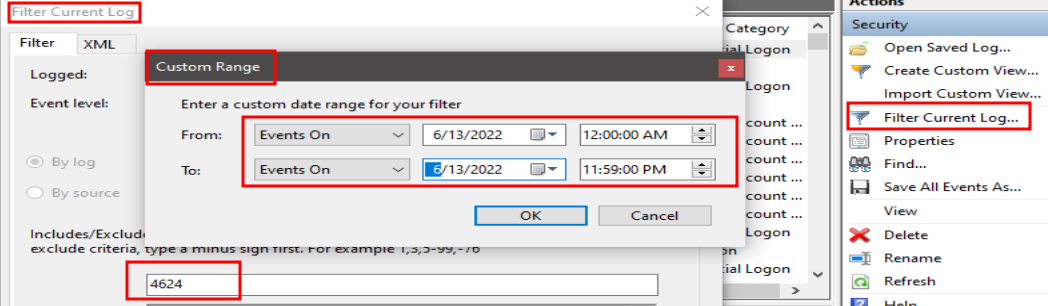 Filter Current Log
Filter XML
Logged:
Event level:
By log
By source
Includes/Exclud
exclude criteria, type a minus sign first. For example 1,3,5-99,-76
4624
Custom Range
Enter a custom date range for your filter
From: Events On 6/13/2022 12:00:00 AM
To: Events On 6/13/2022 11:59:00 PM
OK Cancel
Category
ial Logon
Logon
count ...
count ...
count ...
count ...
count ...
Logon
on
ial Logon
Actions
Security
Open Saved Log...
Create Custom View...
Import Custom View...
Filter Current Log...
Properties
Find...
Save All Events As...
View
Delete
Rename
Refresh
Help